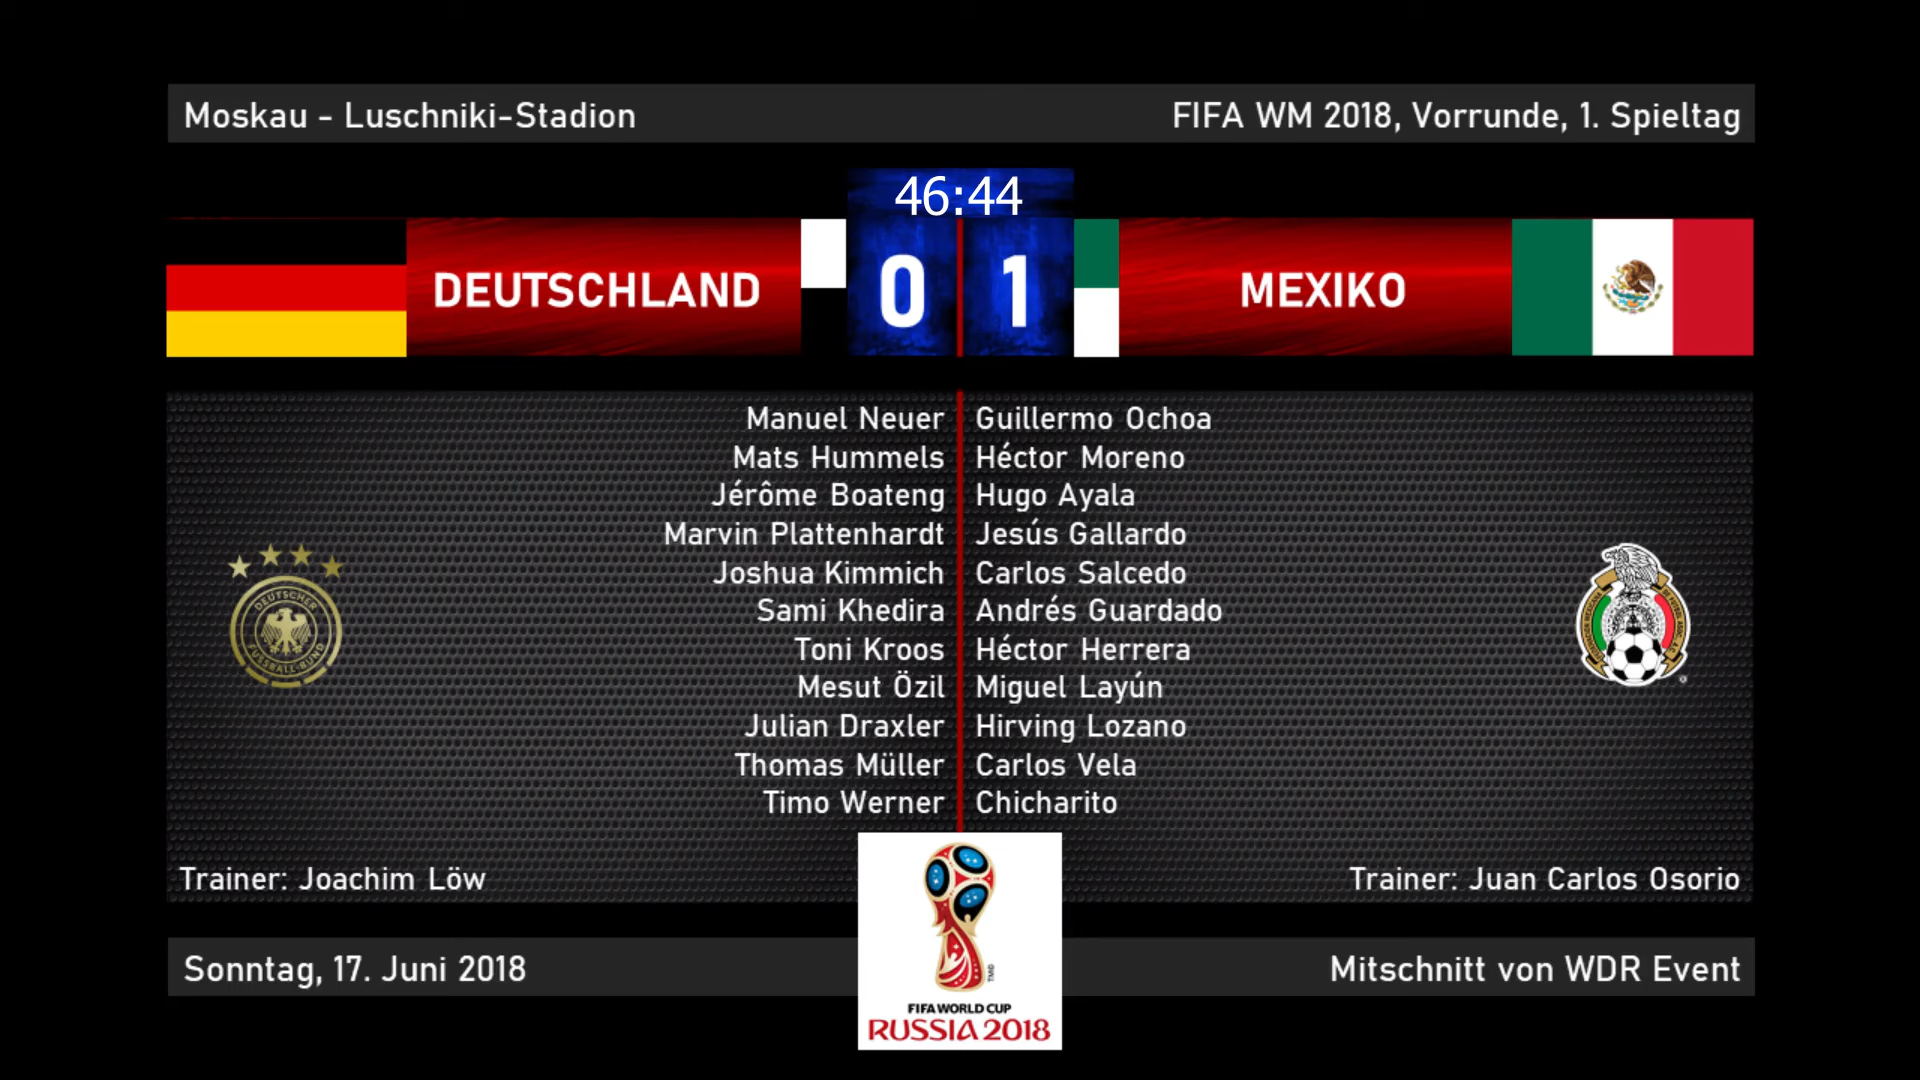 Moskau - Luschniki-Stadion
FIFA WM 2018, Vorrunde, 1. Spieltag
46:44
DEUTSCHLAND 0 1 MEXIKO
Manuel Neuer Guillermo Ochoa
Mats Hummels Héctor Moreno
Jérôme Boateng Hugo Ayala
Marvin Plattenhardt Jesús Gallardo
Joshua Kimmich Carlos Salcedo
Sami Khedira Andrés Guardado
Toni Kroos Héctor Herrera
Mesut Özil Miguel Layún
Julian Draxler Hirving Lozano
Thomas Müller Carlos Vela
Timo Werner Chicharito
DEUTSCHER
FUSSBALL-BUND
Trainer: Joachim Löw
Trainer: Juan Carlos Osorio
Sonntag, 17. Juni 2018
Mitschnitt von WDR Event
FIFA WORLD CUP
RUSSIA 2018